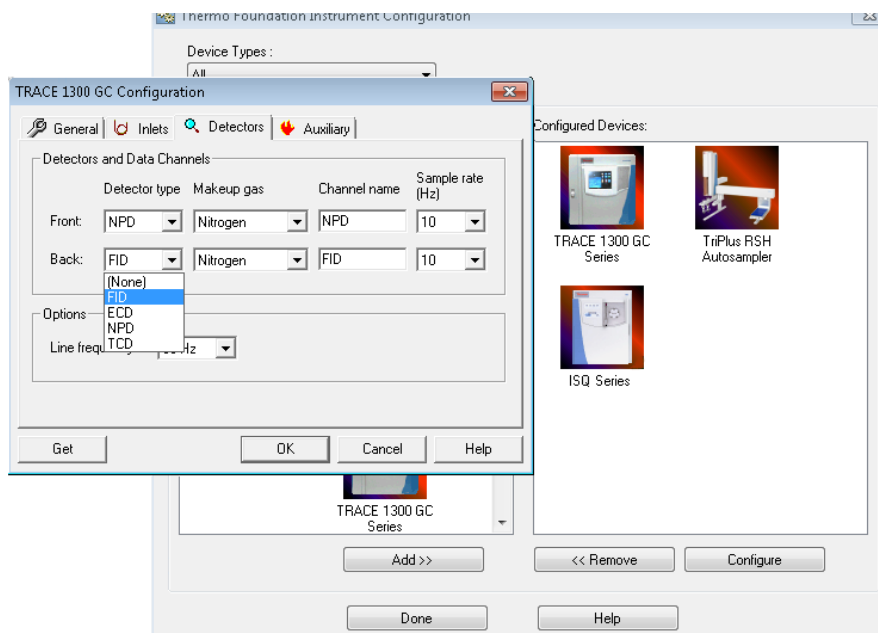 Thermo Foundation Instrument Configuration
Device Types :
All
TRACE 1300 GC Configuration
General Inlets Detectors Auxiliary
Detectors and Data Channels
Detector type Makeup gas Channel name Sample rate (Hz)
Front: NPD Nitrogen NPD 10
Back: FID Nitrogen FID 10
(None)
FID
ECD
NPD
TCD
Options
Line Hz
Get OK Cancel Help
Configured Devices:
TRACE 1300 GC
Series
TriPlus RSH
Autosampler
ISQ Series
TRACE 1300 GC
Series
Add >> << Remove Configure
Done Help